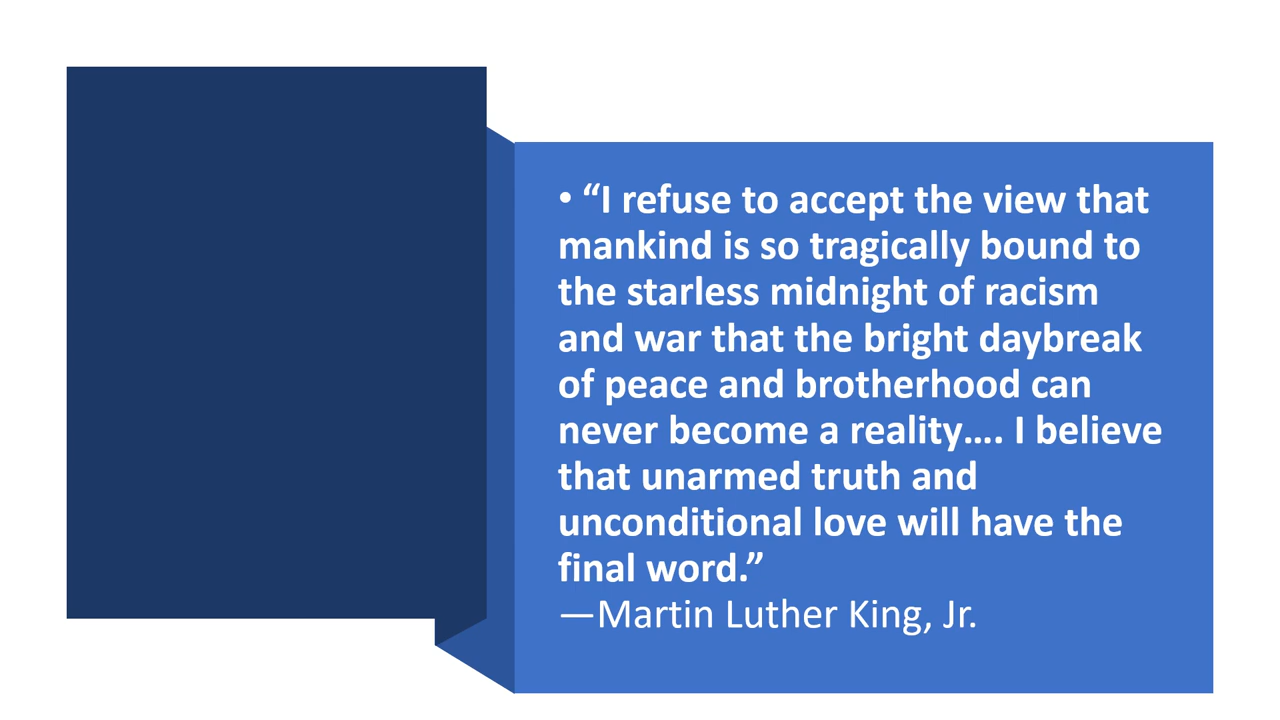 • “I refuse to accept the view that
mankind is so tragically bound to
the starless midnight of racism
and war that the bright daybreak
of peace and brotherhood can
never become a reality…. I believe
that unarmed truth and
unconditional love will have the
final word.”
—Martin Luther King, Jr.